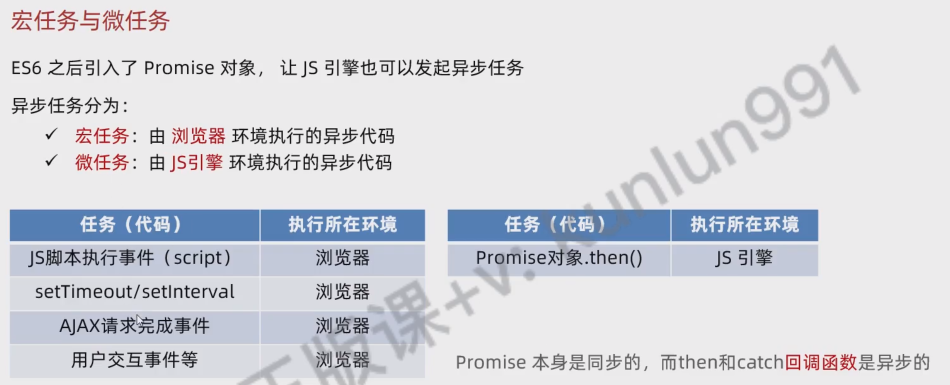 宏任务与微任务
ES6 之后引入了 Promise 对象， 让 JS 引擎也可以发起异步任务
异步任务分为：
✓ 宏任务：由 浏览器 环境执行的异步代码
✓ 微任务：由 JS引擎 环境执行的异步代码
任务（代码） 执行所在环境
JS脚本执行事件（script） 浏览器
setTimeout/setInterval 浏览器
AJAX请求完成事件 浏览器
用户交互事件等 浏览器
任务（代码） 执行所在环境
Promise对象.then() JS 引擎
Promise 本身是同步的，而then和catch回调函数是异步的
正版课+v: kunlun991